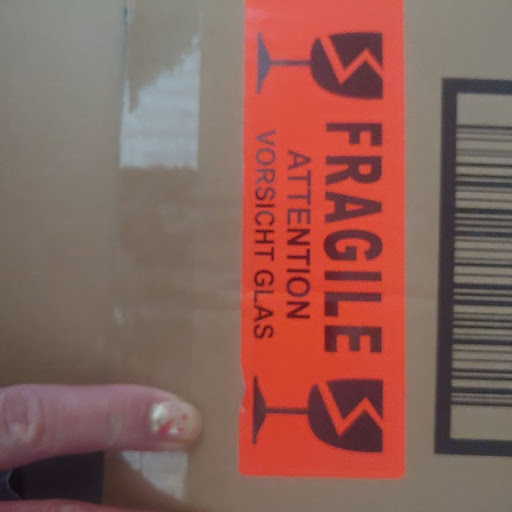 FRAGILE
ATTENTION
VORSICHT GLAS